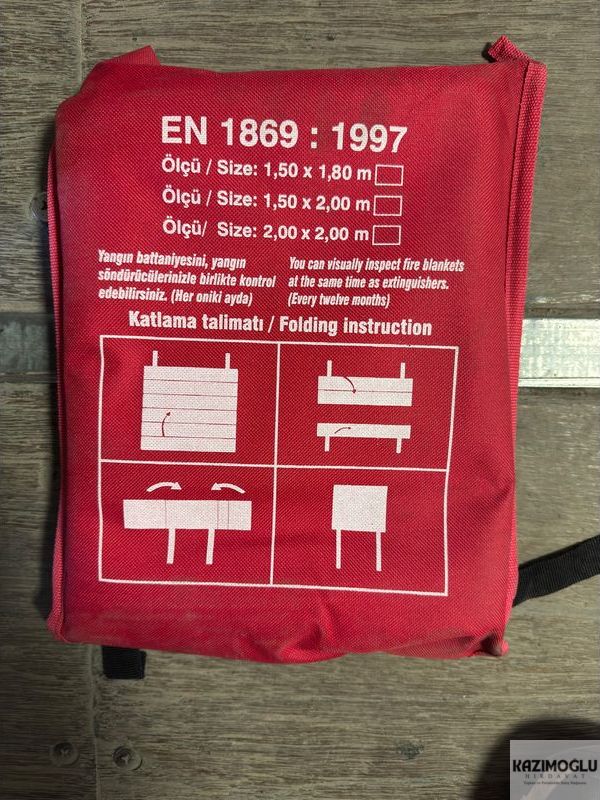 EN 1869 : 1997
Ölçü / Size: 1,50 x 1,80 m
Ölçü / Size: 1,50 x 2,00 m
Ölçü/ Size: 2,00 x 2,00 m
Yangın battaniyesini, yangın
söndürücülerinizle birlikte kontrol
edebilirsiniz. (Her oniki ayda)
You can visually inspect fire blankets
at the same time as extinguishers.
(Every twelve months)
Katlama talimatı / Folding instruction
KAZIMOGLU
HIRDAVAT